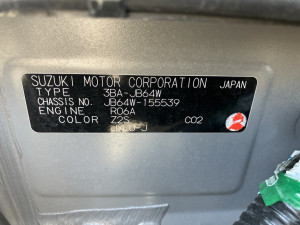 SUZUKI MOTOR CORPORATION JAPAN
TYPE 3BA-JB64W
CHASSIS NO. JB64W-155539
ENGINE R06A
COLOR Z2S C02